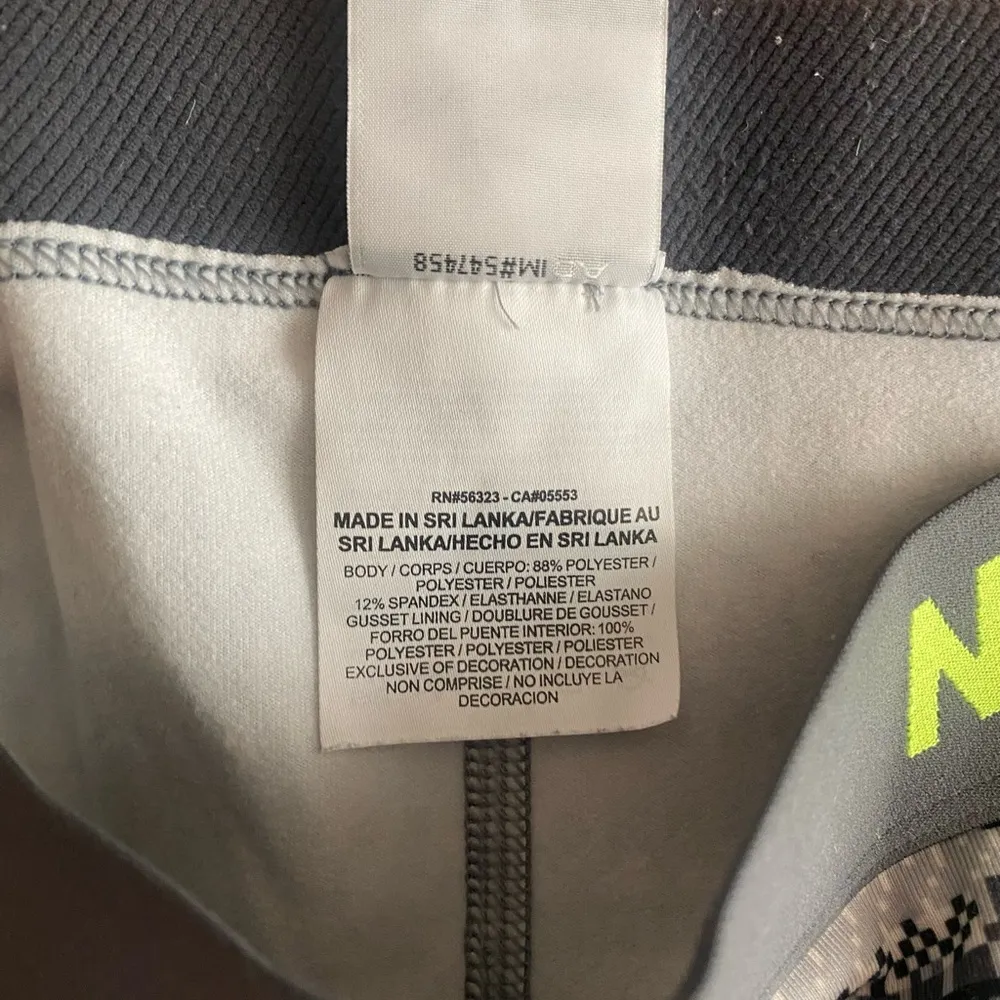 IM#547458
RN#56323 - CA#05553
MADE IN SRI LANKA/FABRIQUE AU
SRI LANKA/HECHO EN SRI LANKA
BODY / CORPS / CUERPO: 88% POLYESTER /
POLYESTER / POLIESTER
12% SPANDEX / ELASTHANNE / ELASTANO
GUSSET LINING / DOUBLURE DE GOUSSET /
FORRO DEL PUENTE INTERIOR: 100%
POLYESTER / POLYESTER / POLIESTER
EXCLUSIVE OF DECORATION / DECORATION
NON COMPRISE / NO INCLUYE LA
DECORACION
N